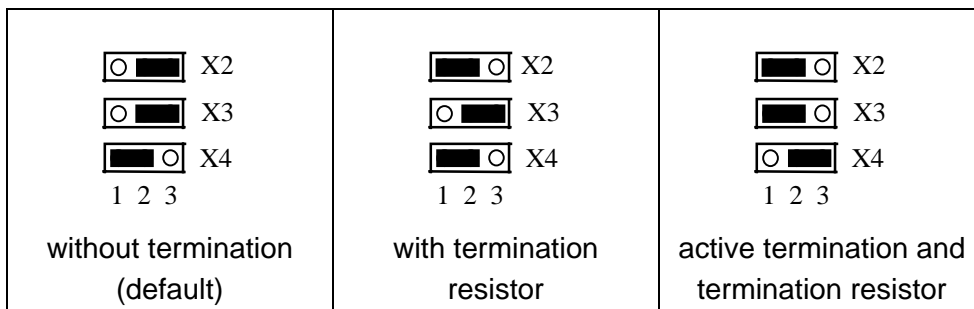 X2
X3
X4
1 2 3
without termination
(default)
X2
X3
X4
1 2 3
with termination
resistor
X2
X3
X4
1 2 3
active termination and
termination resistor